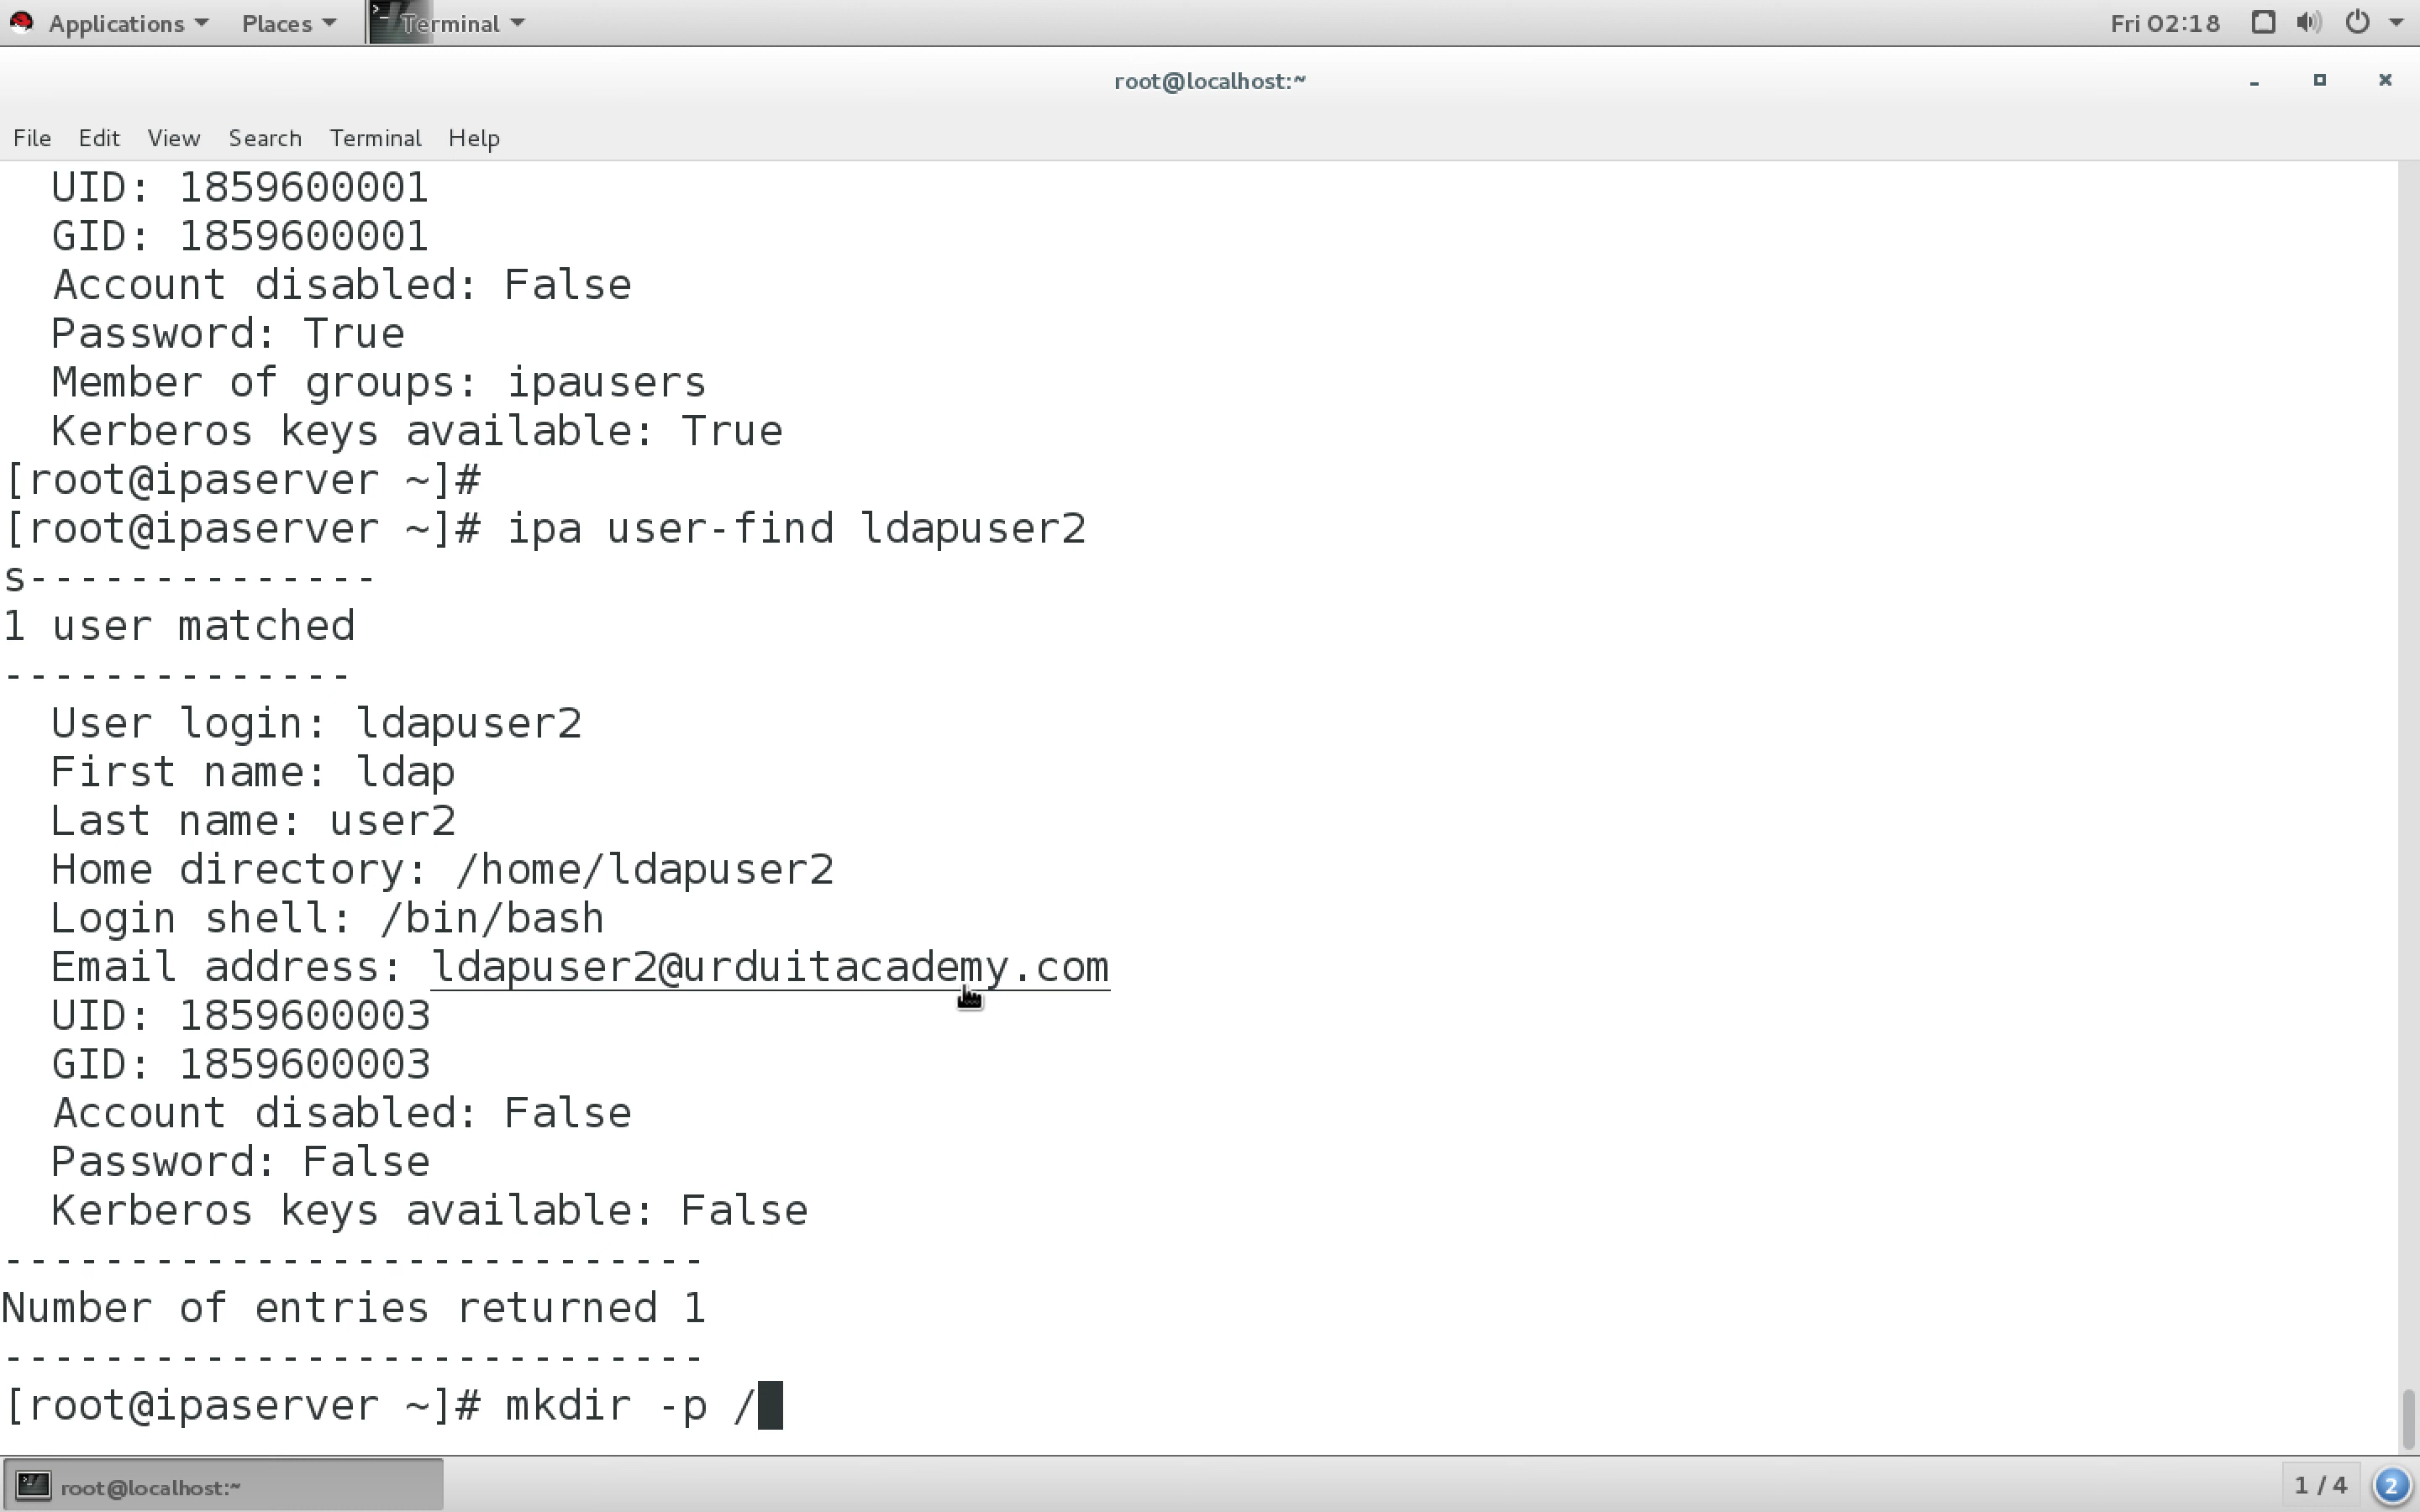 Applications Places Terminal Fri 02:18
root@localhost:~
File Edit View Search Terminal Help
UID: 1859600001
GID: 1859600001
Account disabled: False
Password: True
Member of groups: ipausers
Kerberos keys available: True
[root@ipaserver ~]#
[root@ipaserver ~]# ipa user-find ldapuser2
s--------------
1 user matched
--------------
User login: ldapuser2
First name: ldap
Last name: user2
Home directory: /home/ldapuser2
Login shell: /bin/bash
Email address: ldapuser2@urduitacademy.com
UID: 1859600003
GID: 1859600003
Account disabled: False
Password: False
Kerberos keys available: False
----------------------------
Number of entries returned 1
----------------------------
[root@ipaserver ~]# mkdir -p /
root@localhost:~ 1 / 4 2